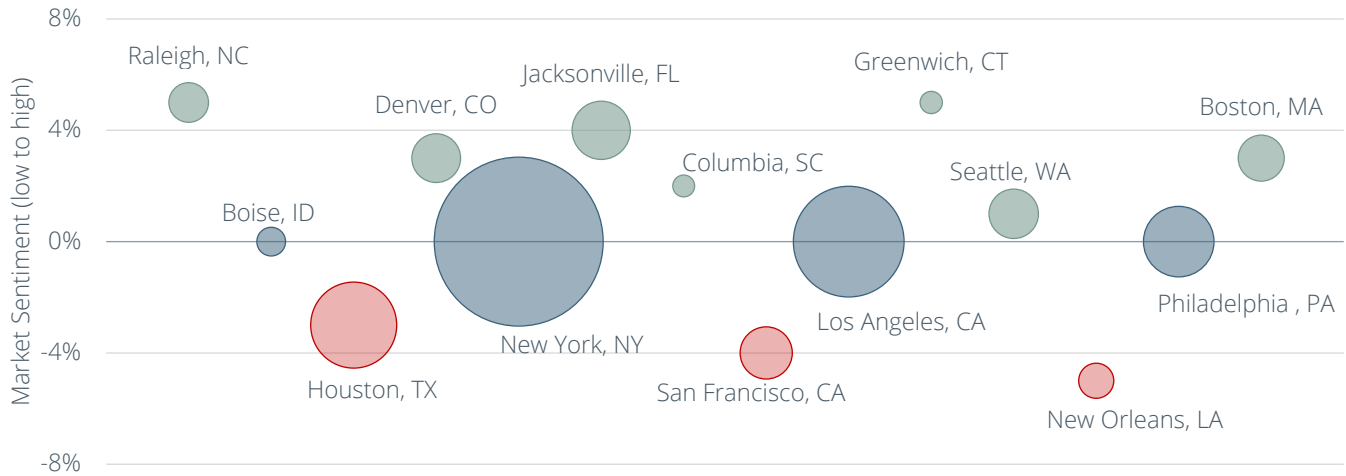 8%
Raleigh, NC
Greenwich, CT
Jacksonville, FL
Denver, CO
Boston, MA
4%
Columbia, SC
Seattle, WA
Boise, ID
0%
Philadelphia , PA
Los Angeles, CA
New York, NY
-4%
Houston, TX
San Francisco, CA
New Orleans, LA
-8%
Market Sentiment (low to high)